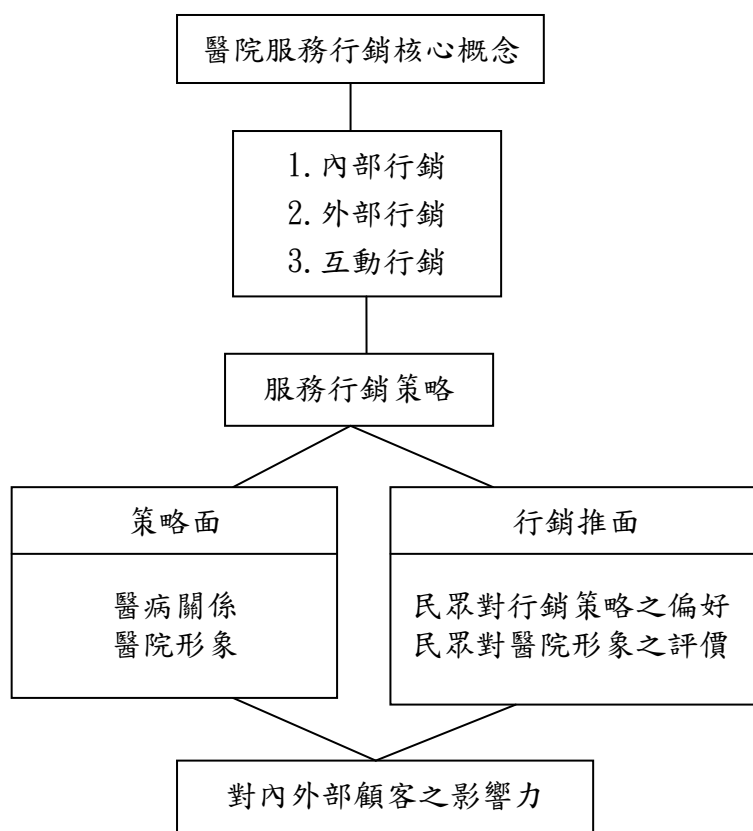 醫院服務行銷核心概念
1.內部行銷
2.外部行銷
3.互動行銷
服務行銷策略
策略面
醫病關係
醫院形象
行銷推面
民眾對行銷策略之偏好
民眾對醫院形象之評價
對內外部顧客之影響力